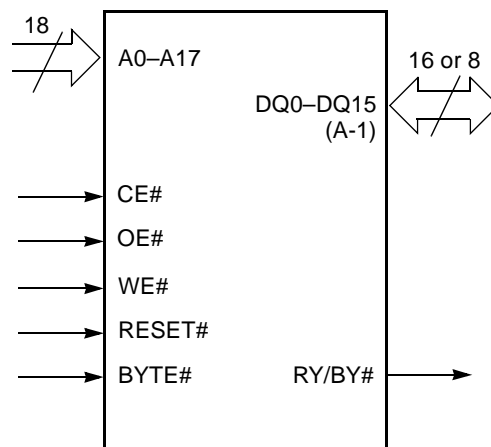 18
A0–A17
16 or 8
DQ0–DQ15
(A-1)
CE#
OE#
WE#
RESET#
BYTE#
RY/BY#